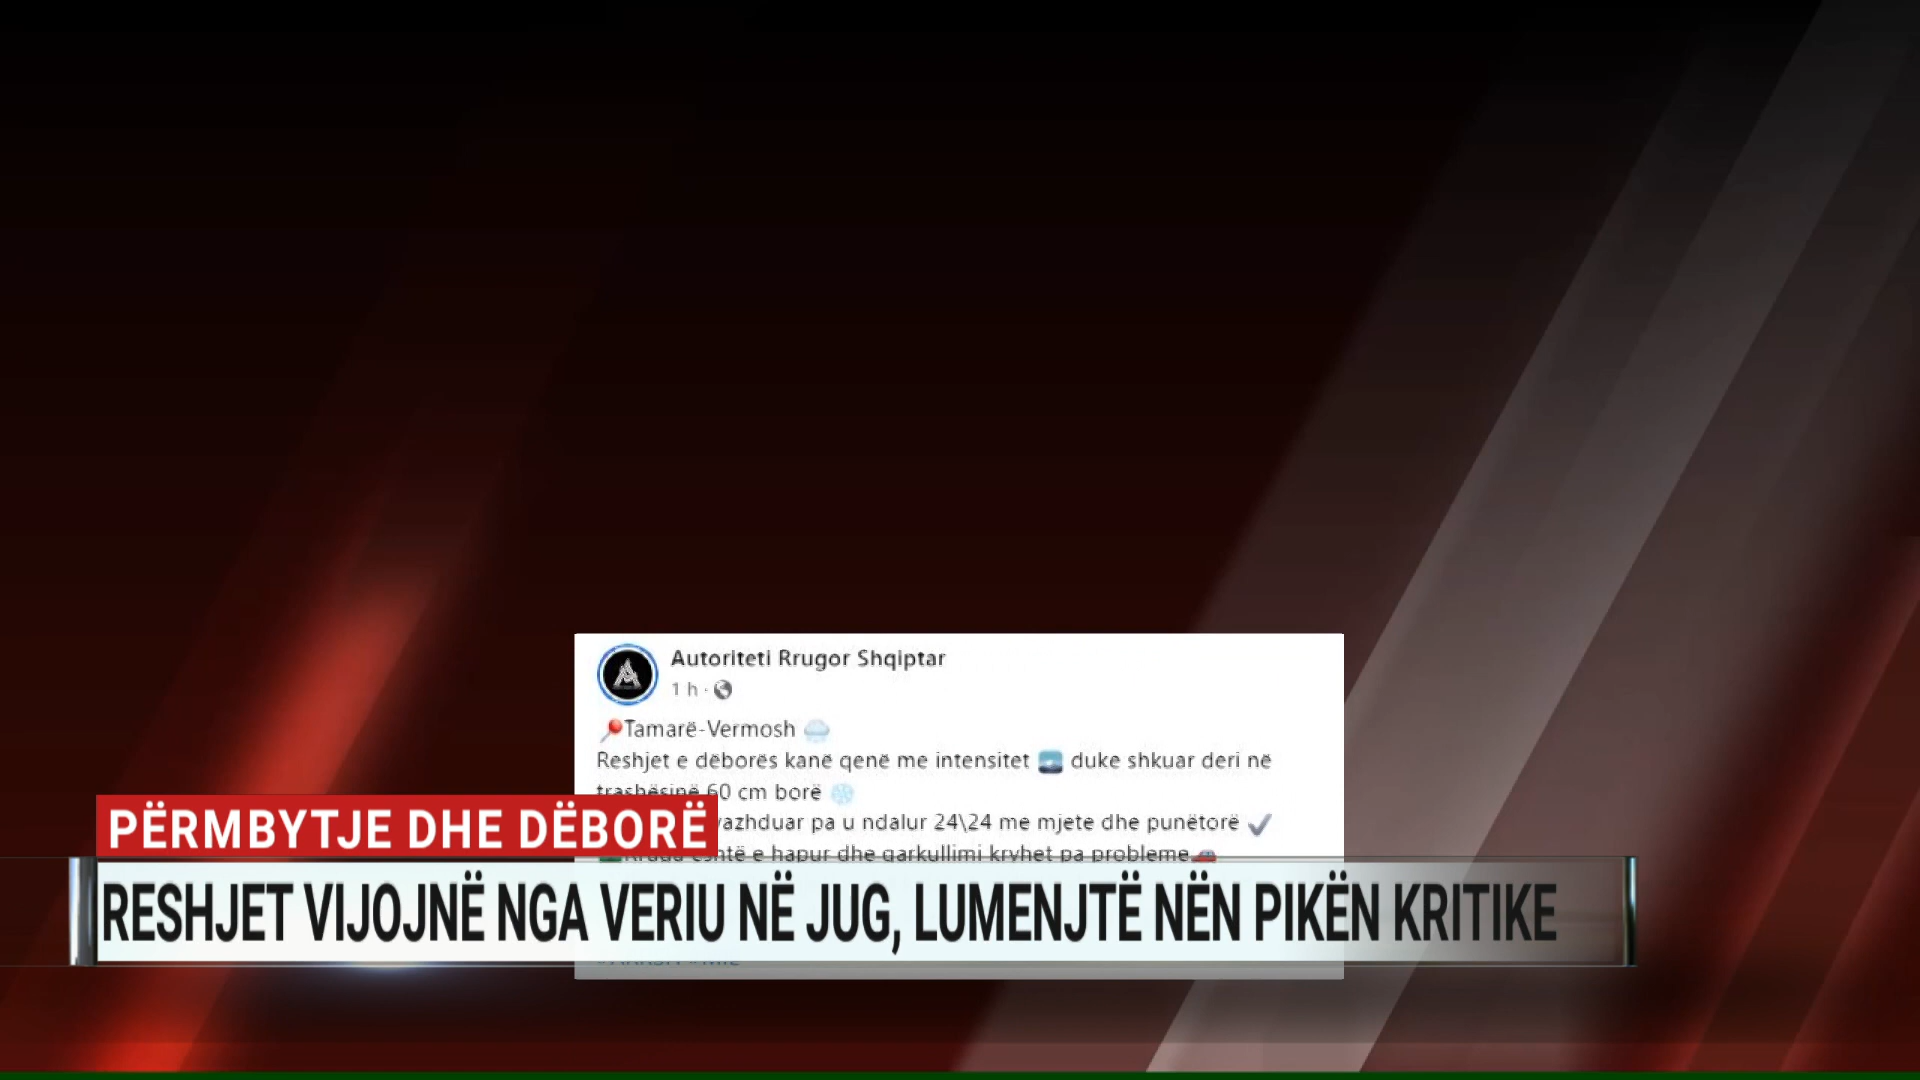 Autoriteti Rrugor Shqiptar
1 h ·
Tamarë-Vermosh
Reshjet e dëborës kanë qenë me intensitet duke shkuar deri në
trashësinë 60 cm borë
vazhduar pa u ndalur 24\24 me mjete dhe punëtorë
është e hapur dhe qarkullimi kryhet pa probleme
PËRMBYTJE DHE DËBORË
RESHJET VIJOJNË NGA VERIU NË JUG, LUMENJTË NËN PIKËN KRITIKE